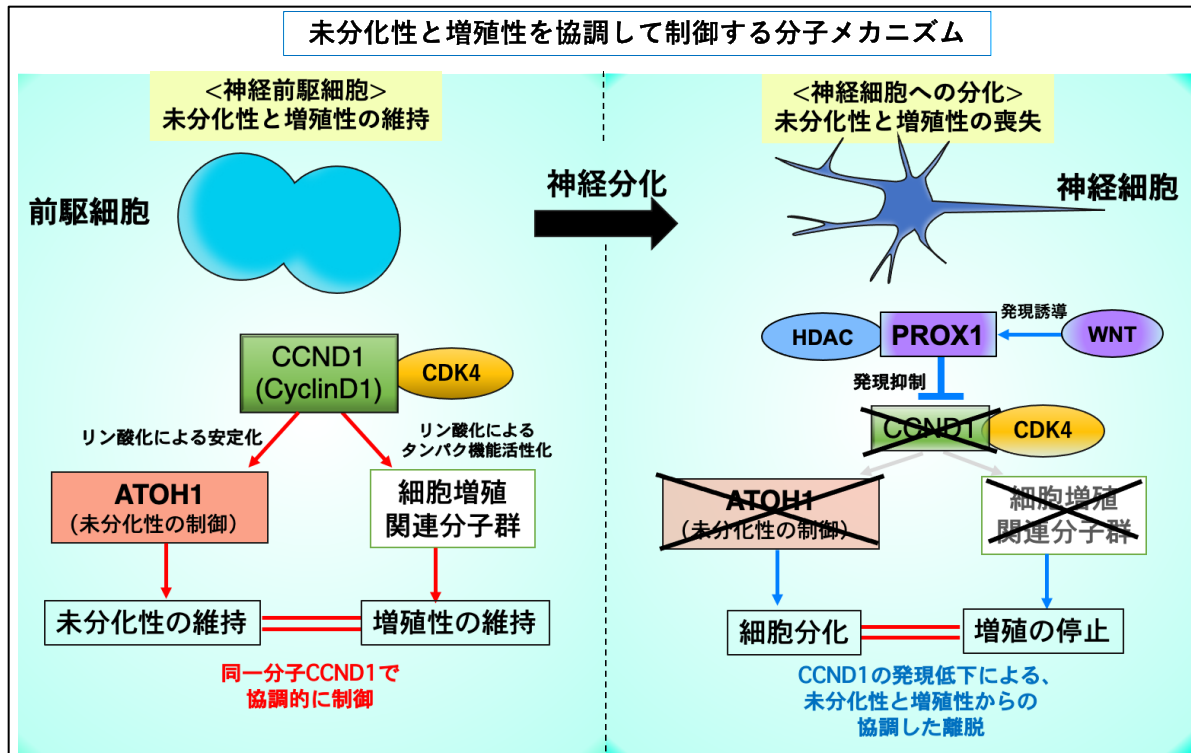 未分化性と増殖性を協調して制御する分子メカニズム
<神経前駆細胞>
未分化性と増殖性の維持
前駆細胞
CCND1
(CyclinD1)
CDK4
リン酸化による安定化
リン酸化による
タンパク機能活性化
ATOH1
(未分化性の制御)
細胞増殖
関連分子群
未分化性の維持
増殖性の維持
同一分子CCND1で
協調的に制御
神経分化
<神経細胞への分化>
未分化性と増殖性の喪失
神経細胞
HDAC
PROX1
発現誘導
WNT
発現抑制
CCND1
CDK4
ATOH1
(未分化性の制御)
細胞増殖
関連分子群
細胞分化
増殖の停止
CCND1の発現低下による、
未分化性と増殖性からの
協調した離脱